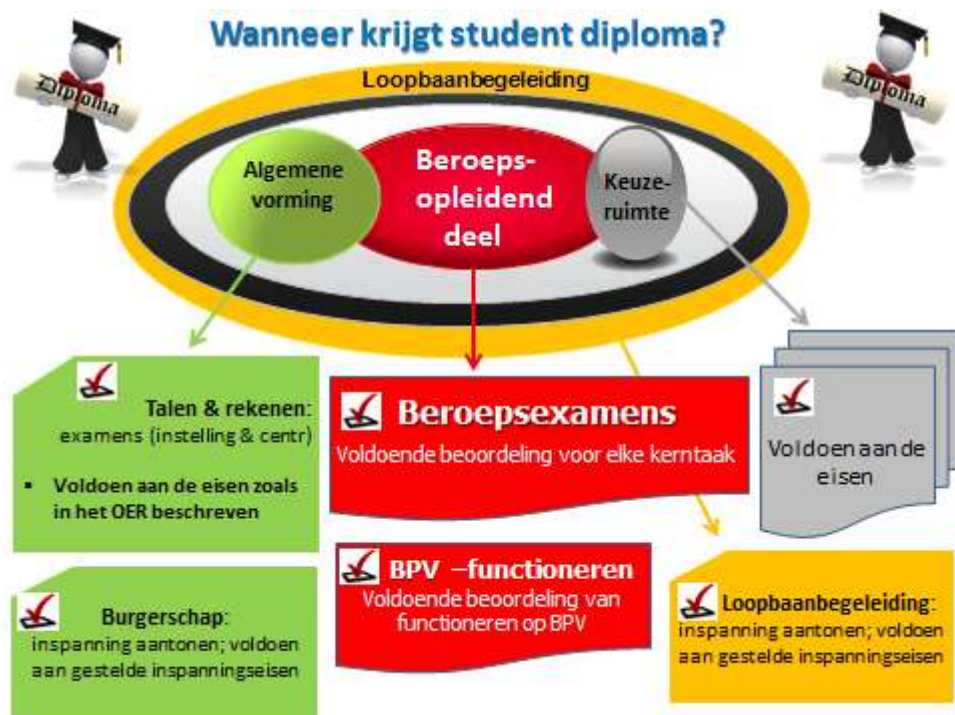 Wanneer krijgt student diploma?
Diploma
Diploma
Loopbaanbegeleiding
Algemene
vorming
Beroeps-
opleidend
deel
Keuze-
ruimte
Talen & rekenen:
examens (instelling & centr)
▪ Voldoen aan de eisen zoals
in het OER beschreven
Beroepsexamens
Voldoende beoordeling voor elke kerntaak
Voldoen aan de
eisen
Burgerschap:
inspanning aantonen; voldoen
aan gestelde inspanningseisen
BPV –functioneren
Voldoende beoordeling van
functioneren op BPV
Loopbaanbegeleiding:
inspanning aantonen; voldoen
aan gestelde inspanningseisen